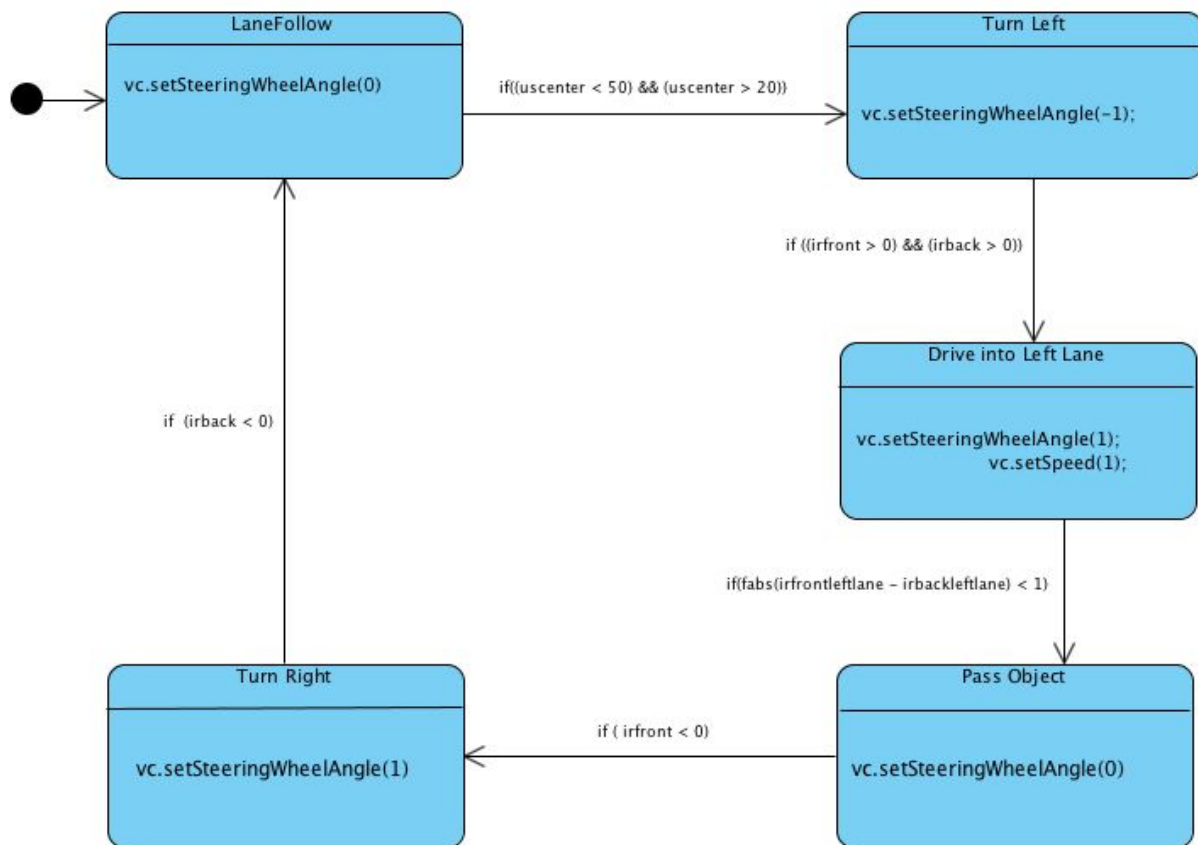 LaneFollow
vc.setSteeringWheelAngle(0)
if((uscenter < 50) && (uscenter > 20))
Turn Left
vc.setSteeringWheelAngle(-1);
if ((irfront > 0) && (irback > 0))
Drive into Left Lane
vc.setSteeringWheelAngle(1);
vc.setSpeed(1);
if(fabs(irfrontleftlane - irbackleftlane) < 1)
Pass Object
vc.setSteeringWheelAngle(0)
if ( irfront < 0)
Turn Right
vc.setSteeringWheelAngle(1)
if (irback < 0)